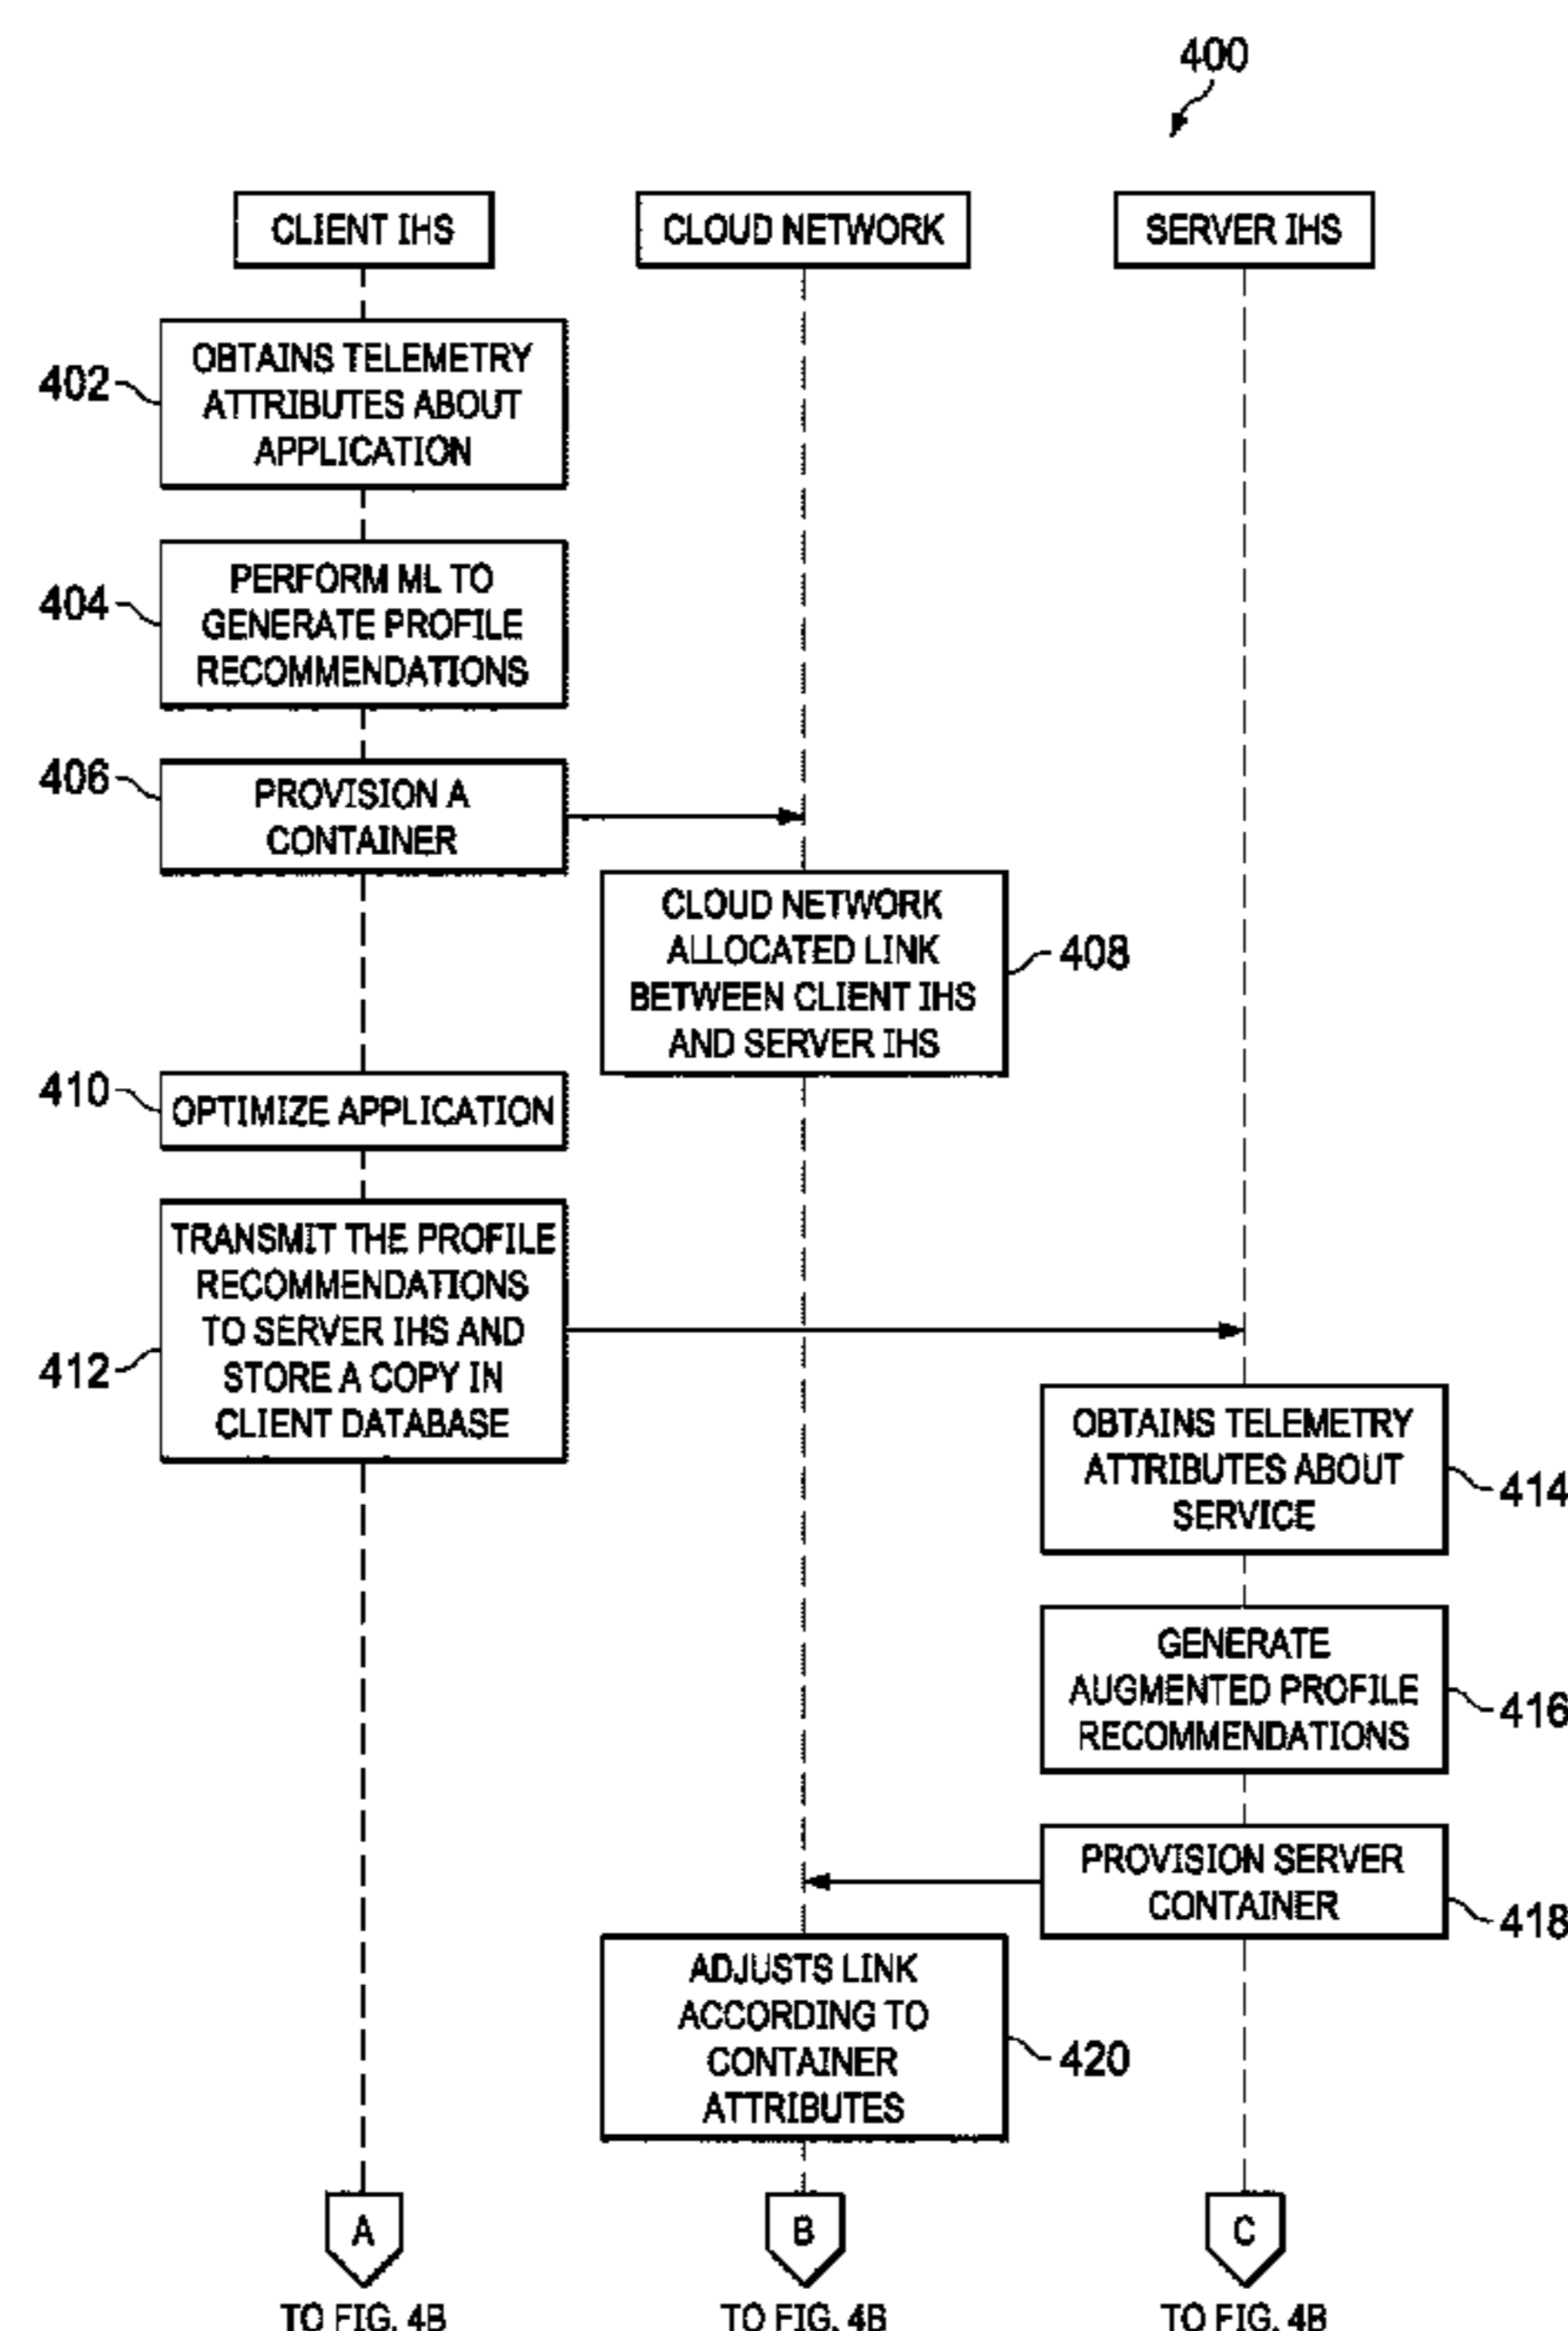 400
CLIENT IHS
CLOUD NETWORK
SERVER IHS
402
OBTAINS TELEMETRY
ATTRIBUTES ABOUT
APPLICATION
404
PERFORM ML TO
GENERATE PROFILE
RECOMMENDATIONS
406
PROVISION A
CONTAINER
CLOUD NETWORK
ALLOCATED LINK
BETWEEN CLIENT IHS
AND SERVER IHS
408
410
OPTIMIZE APPLICATION
TRANSMIT THE PROFILE
RECOMMENDATIONS
TO SERVER IHS AND
STORE A COPY IN
CLIENT DATABASE
412
OBTAINS TELEMETRY
ATTRIBUTES ABOUT
SERVICE
414
GENERATE
AUGMENTED PROFILE
RECOMMENDATIONS
416
PROVISION SERVER
CONTAINER
418
ADJUSTS LINK
ACCORDING TO
CONTAINER
ATTRIBUTES
420
A
B
C
TO FIG. 4B
TO FIG. 4B
TO FIG. 4B